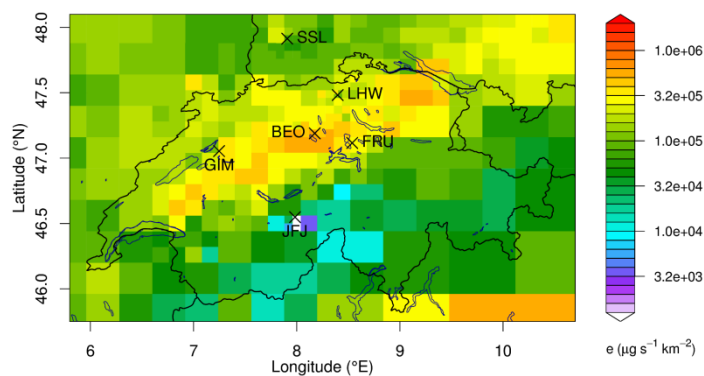 48.0
47.5
47.0
46.5
46.0
Latitude (°N)
SSL
LHW
BEO
FRU
GIM
JFJ
6
7
8
9
10
Longitude (°E)
1.0e+06
3.2e+05
1.0e+05
3.2e+04
1.0e+04
3.2e+03
e (μg s⁻¹ km⁻²)